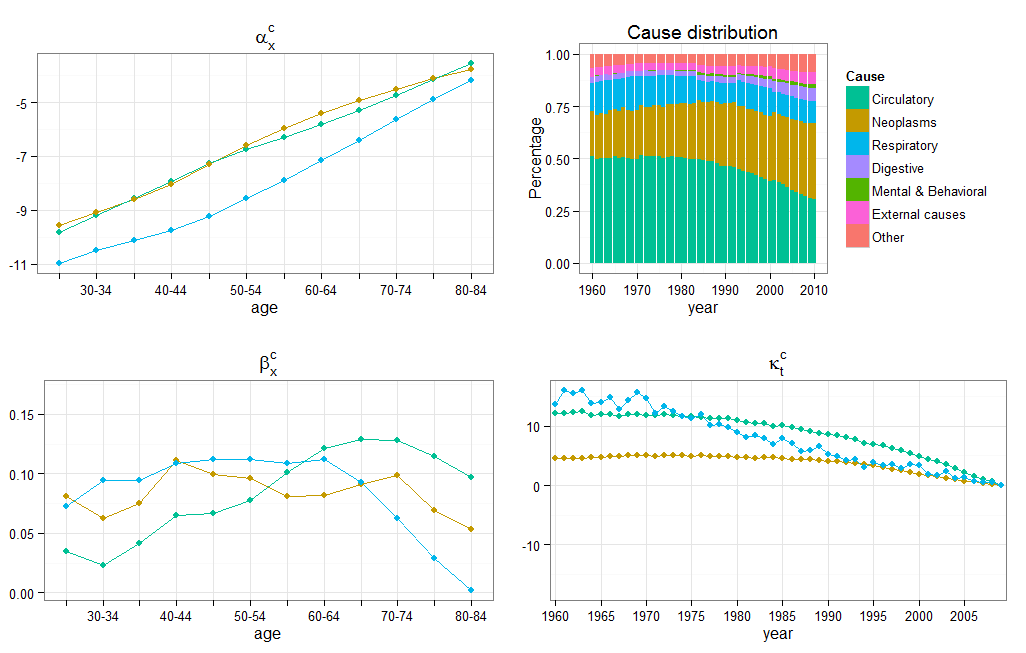 α_x^c
-5
-7
-9
-11
30-34 40-44 50-54 60-64 70-74 80-84
age
Cause distribution
Percentage
1.00
0.75
0.50
0.25
0.00
1960 1970 1980 1990 2000 2010
year
Cause
Circulatory
Neoplasms
Respiratory
Digestive
Mental & Behavioral
External causes
Other
β_x^c
0.15
0.10
0.05
0.00
30-34 40-44 50-54 60-64 70-74 80-84
age
κ_t^c
10
0
-10
1960 1965 1970 1975 1980 1985 1990 1995 2000 2005
year